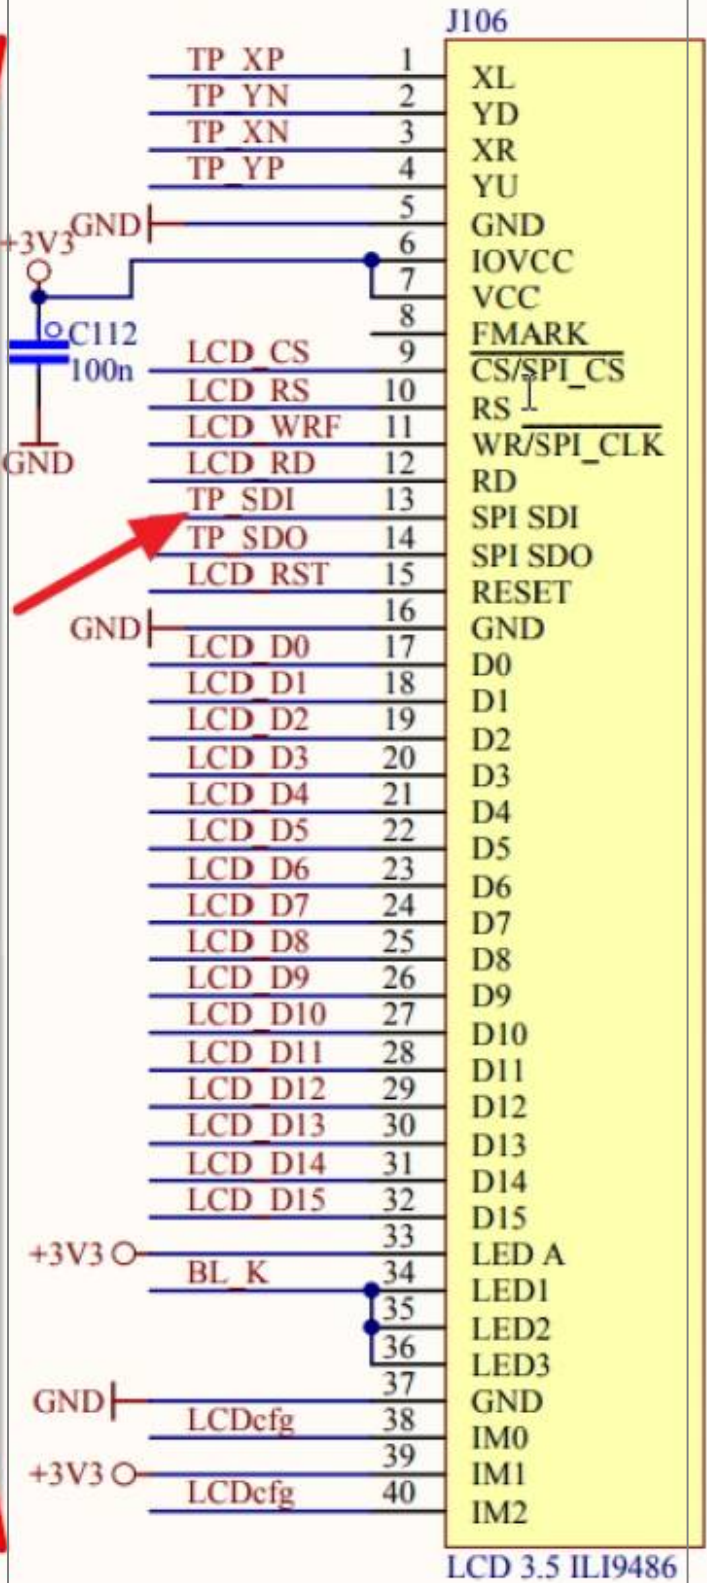 J106
TP_XP 1 XL
TP_YN 2 YD
TP_XN 3 XR
TP_YP 4 YU
GND 5 GND
+3V3 6 IOVCC
7 VCC
C112 8 FMARK
100n
LCD_CS 9 CS/SPI_CS
LCD_RS 10 RS
LCD_WRF 11 WR/SPI_CLK
GND
LCD_RD 12 RD
TP_SDI 13 SPI SDI
TP_SDO 14 SPI SDO
LCD_RST 15 RESET
GND 16 GND
LCD_D0 17 D0
LCD_D1 18 D1
LCD_D2 19 D2
LCD_D3 20 D3
LCD_D4 21 D4
LCD_D5 22 D5
LCD_D6 23 D6
LCD_D7 24 D7
LCD_D8 25 D8
LCD_D9 26 D9
LCD_D10 27 D10
LCD_D11 28 D11
LCD_D12 29 D12
LCD_D13 30 D13
LCD_D14 31 D14
LCD_D15 32 D15
+3V3 33 LED A
BL_K 34 LED1
35 LED2
36 LED3
GND 37 GND
LCDcfg 38 IM0
+3V3 39 IM1
LCDcfg 40 IM2
LCD 3.5 ILI9486